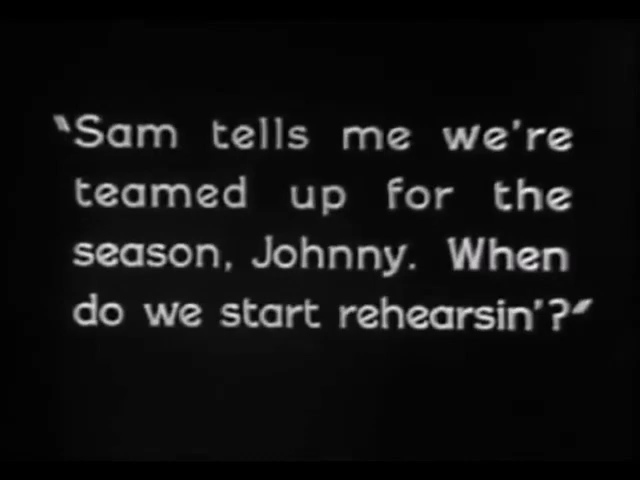 "Sam tells me we're
teamed up for the
season, Johnny. When
do we start rehearsin'?"